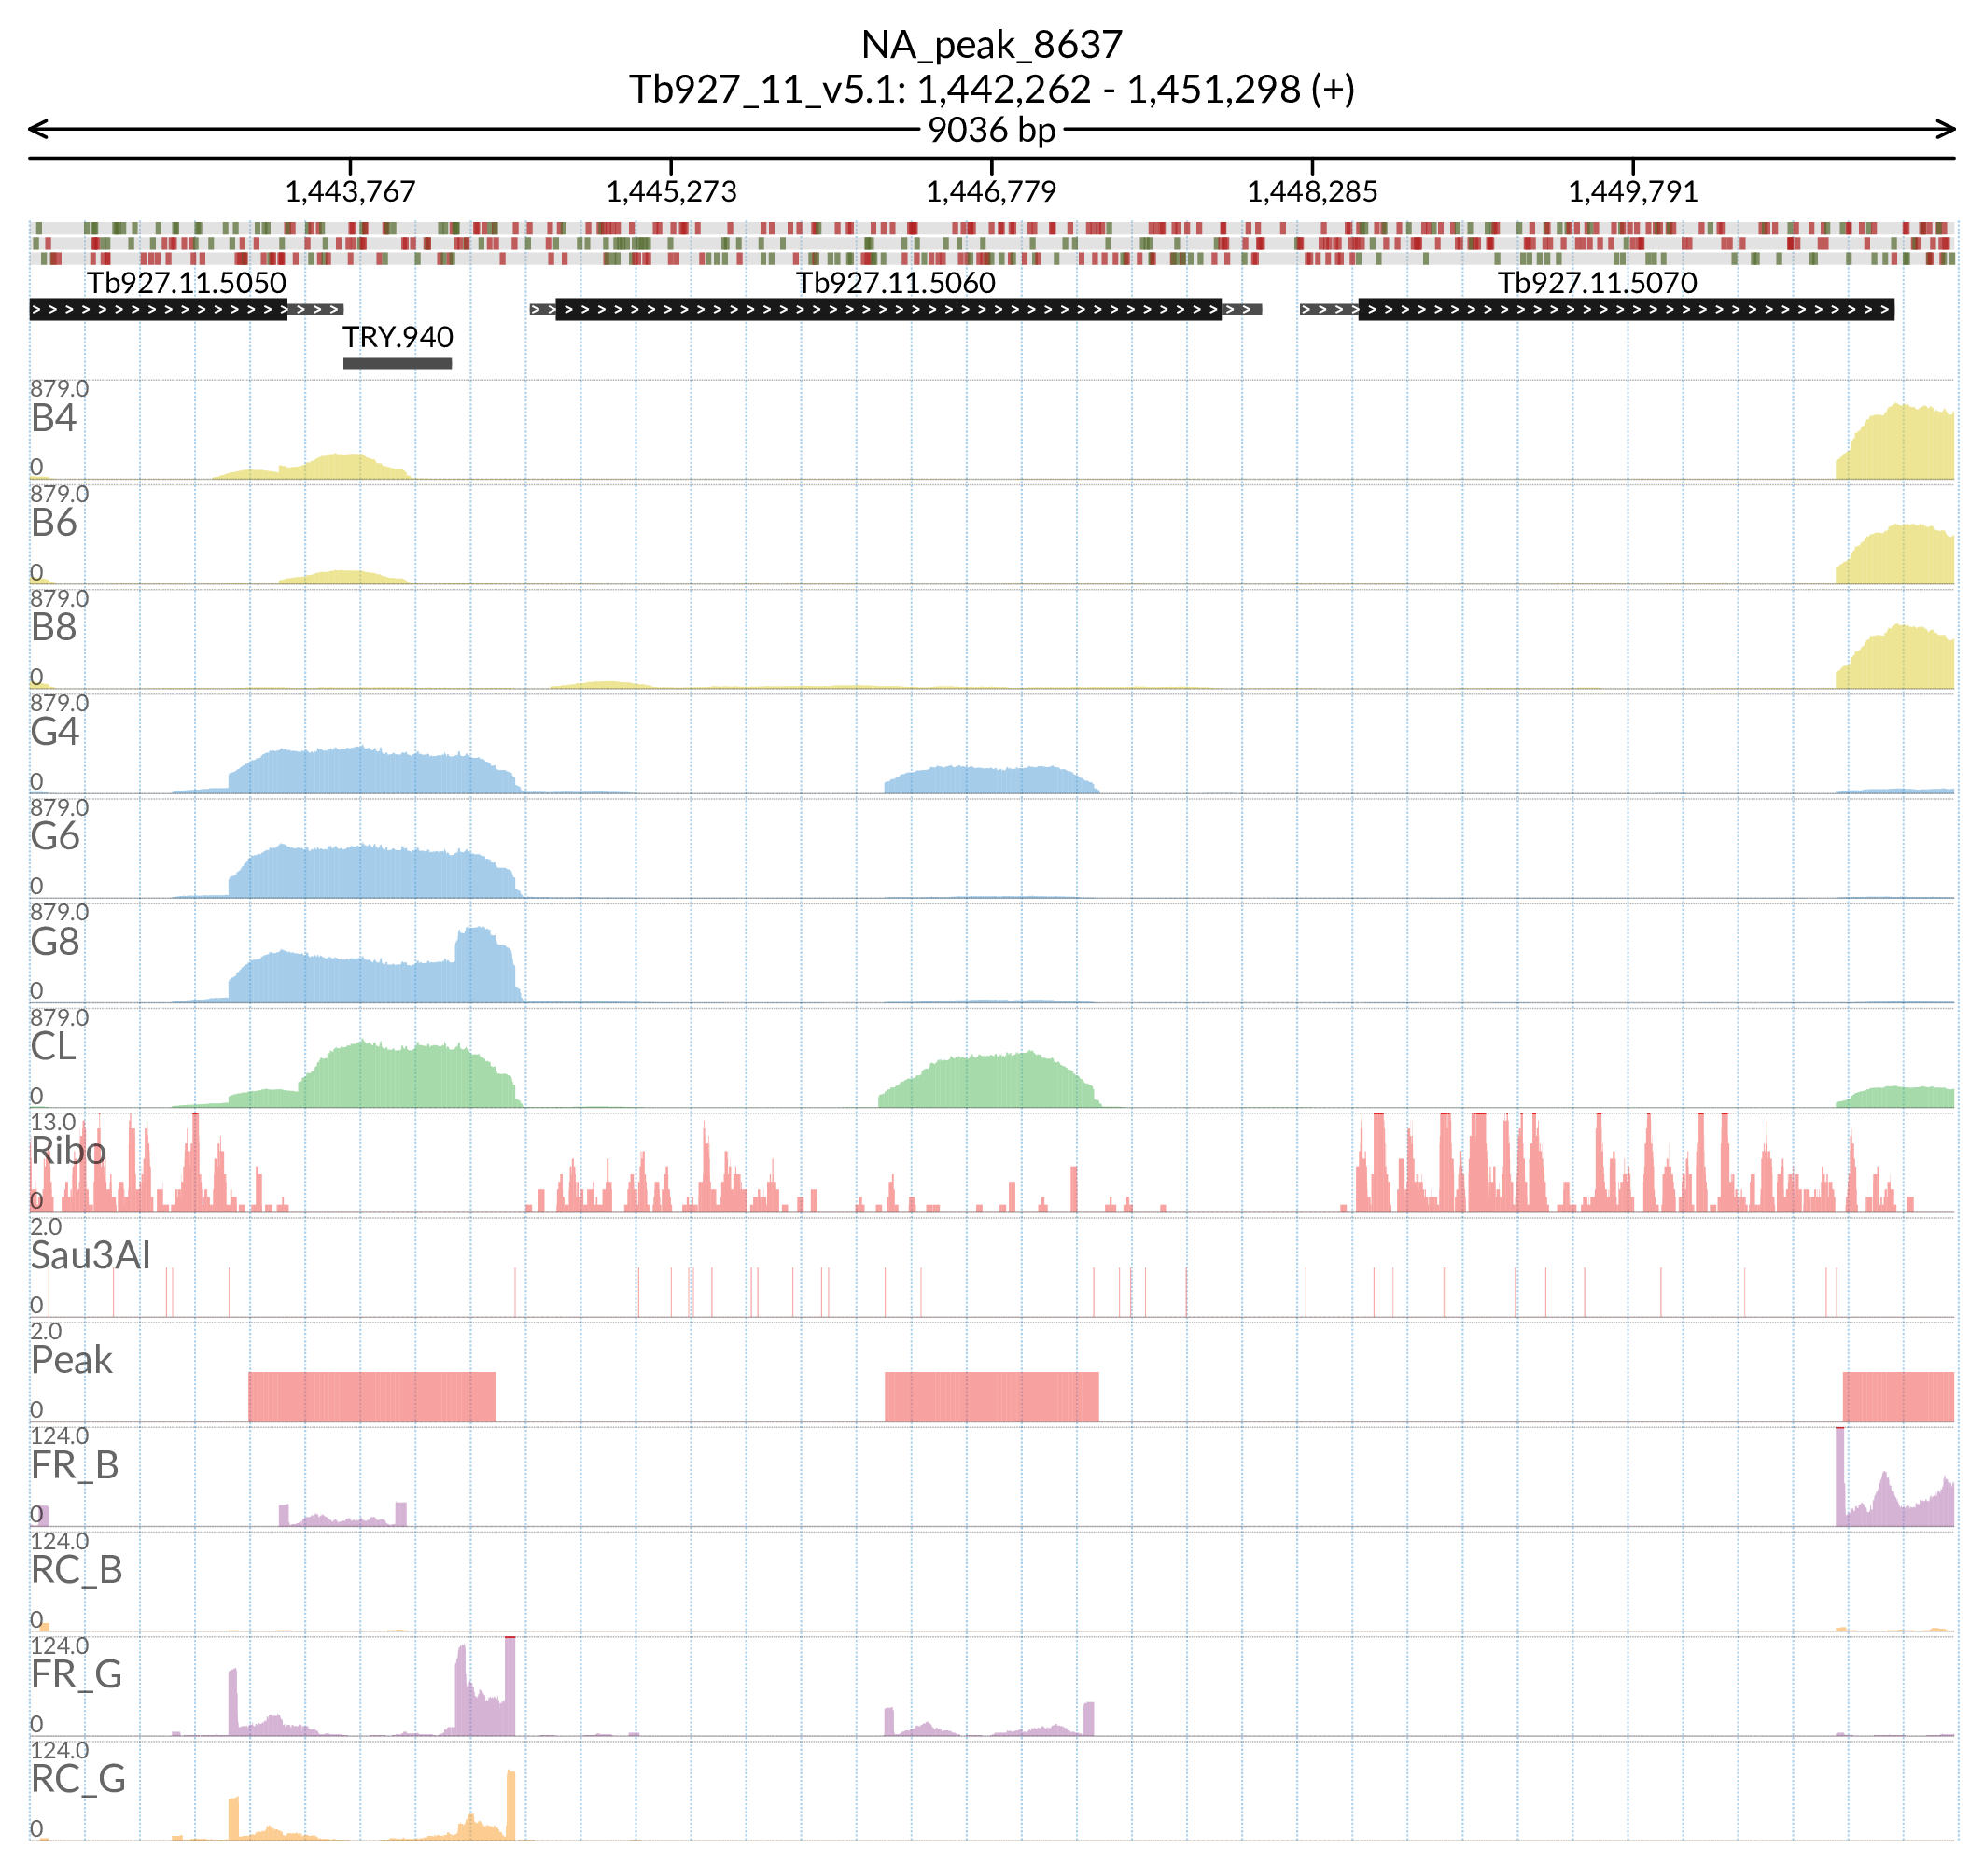 NA_peak_8637
Tb927_11_v5.1: 1,442,262 - 1,451,298 (+)
9036 bp
1,443,767 1,445,273 1,446,779 1,448,285 1,449,791
Tb927.11.5050 Tb927.11.5060 Tb927.11.5070
TRY.940
879.0
B4
0
879.0
B6
0
879.0
B8
0
879.0
G4
0
879.0
G6
0
879.0
G8
0
879.0
CL
0
13.0
Ribo
0
2.0
Sau3AI
0
2.0
Peak
0
124.0
FR_B
0
124.0
RC_B
0
124.0
FR_G
0
124.0
RC_G
0